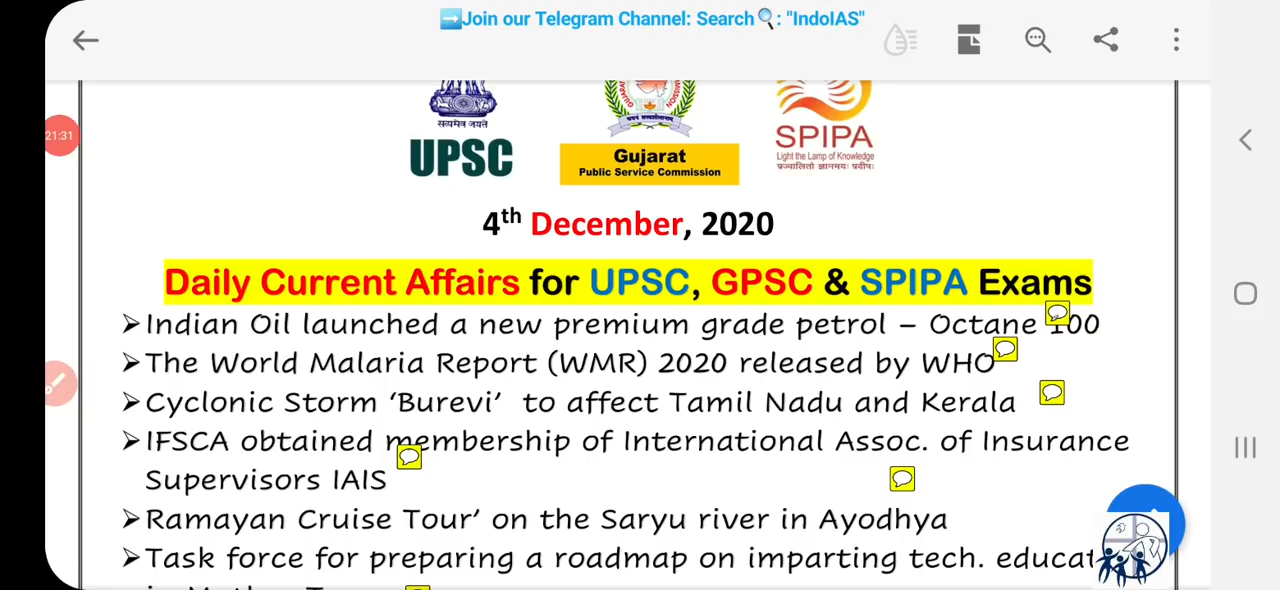 ➡Join our Telegram Channel: Search🔍: "IndoIAS"
21:31
सत्यमेव जयते
UPSC
Gujarat
Public Service Commission
SPIPA
Light the Lamp of Knowledge
प्रज्वालितो ज्ञानमयः प्रदीपः
4th December, 2020
Daily Current Affairs for UPSC, GPSC & SPIPA Exams
➢Indian Oil launched a new premium grade petrol – Octane 100
➢The World Malaria Report (WMR) 2020 released by WHO
➢Cyclonic Storm ‘Burevi’ to affect Tamil Nadu and Kerala
➢IFSCA obtained membership of International Assoc. of Insurance
Supervisors IAIS
➢Ramayan Cruise Tour’ on the Saryu river in Ayodhya
➢Task force for preparing a roadmap on imparting tech. educat